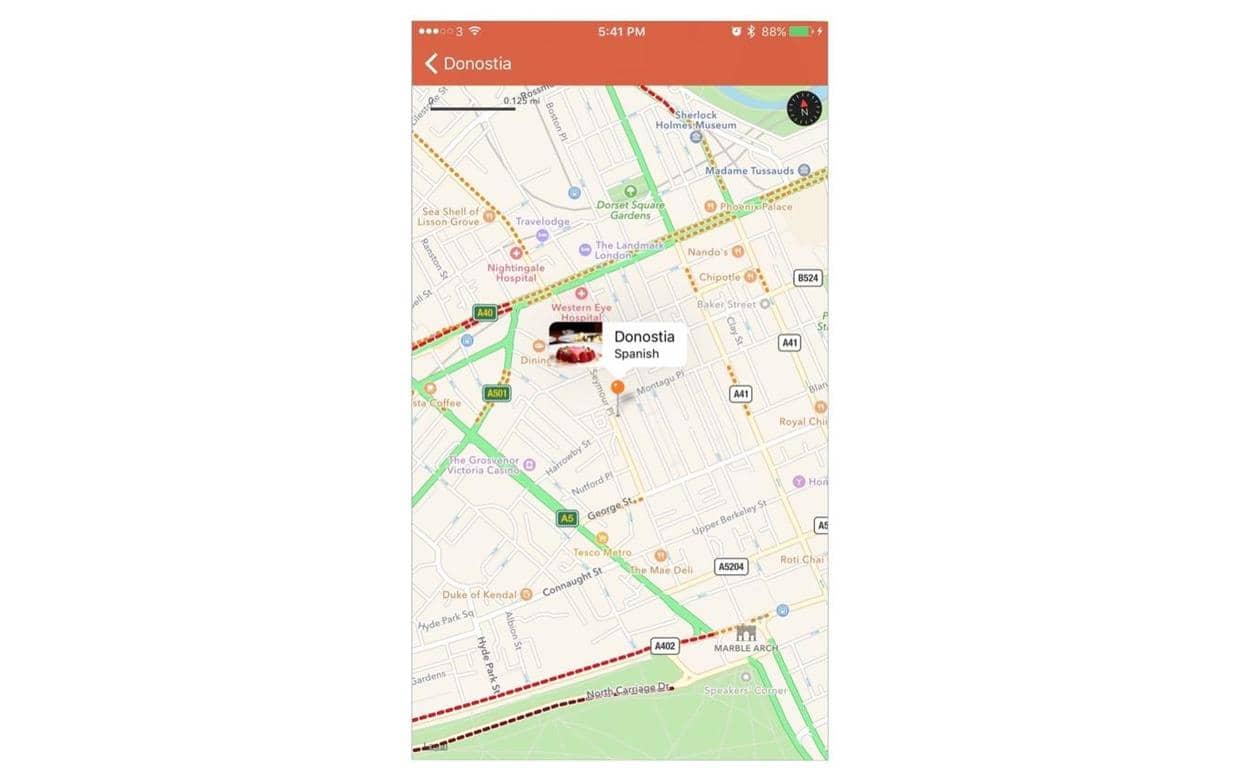 3
5:41 PM
88%
Donostia
0
0.125 mi
Boston Pl
Sherlock
Holmes Museum
Madame Tussauds
Dorset Square
Gardens
Phoenix Palace
Sea Shell of
Lisson Grove
Travelodge
Ranston St
The Landmark
London
Nando's
Nightingale
Hospital
Chipotle
B524
Western Eye
Hospital
Baker Street
A40
Clay St
A41
Donostia
Spanish
Dining
Seymour Pl
Montagu Pl
A501
A41
sta Coffee
Royal Chi
The Grosvenor
Victoria Casino
Harrowby St
Nutford Pl
Hon
George St
A5
Upper Berkeley St
A5
Tesco Metro
The Mae Deli
A5204
Roti Chai
Connaught St
Duke of Kendal
Hyde Park Sq
Albion St
Hyde Park St
A402
MARBLE ARCH
Gardens
North Carriage Dr
Speakers' Corner
Legal